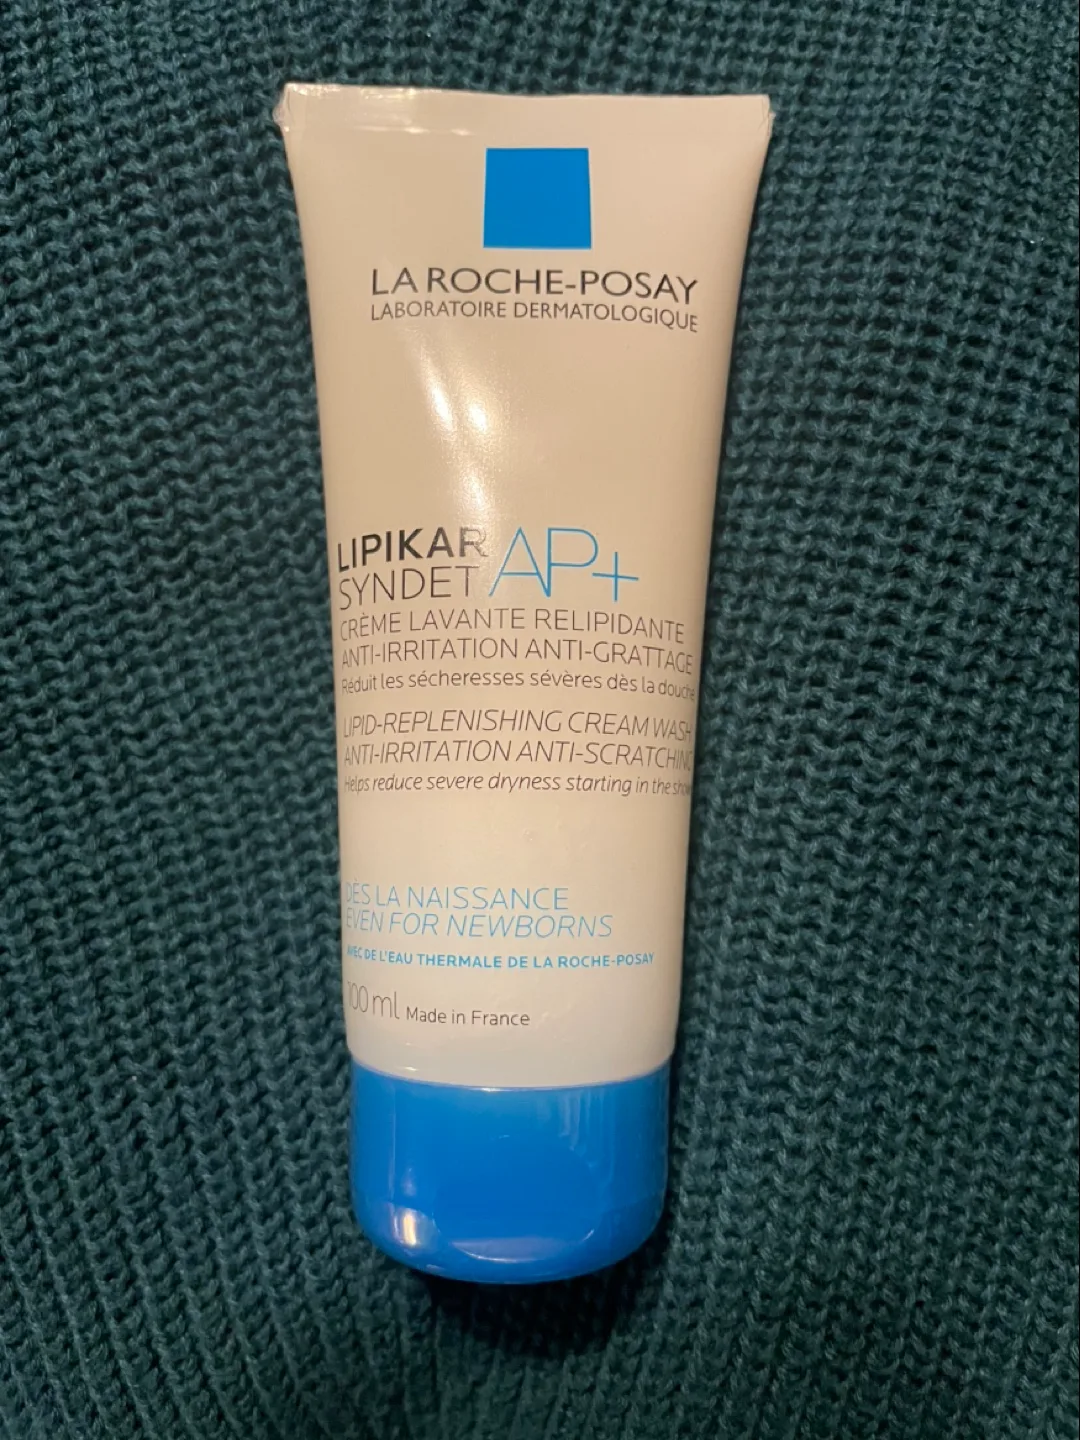 LA ROCHE-POSAY
LABORATOIRE DERMATOLOGIQUE
LIPIKAR
SYNDET AP+
CRÈME LAVANTE RELIPIDANTE
ANTI-IRRITATION ANTI-GRATTAGE
Réduit les sécheresses sévères dès la douche
LIPID-REPLENISHING CREAM WASH
ANTI-IRRITATION ANTI-SCRATCHING
Helps reduce severe dryness starting in the
DÈS LA NAISSANCE
EVEN FOR NEWBORNS
AVEC DE L'EAU THERMALE DE LA ROCHE-POSAY
100 ml Made in France